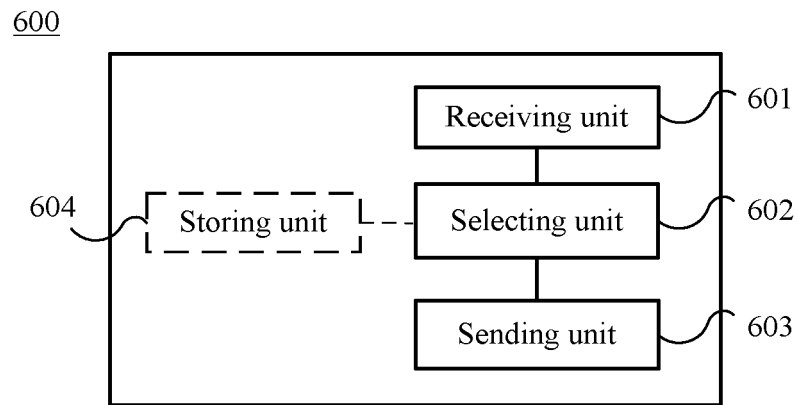 600
Receiving unit
601
604
Storing unit
Selecting unit
602
Sending unit
603